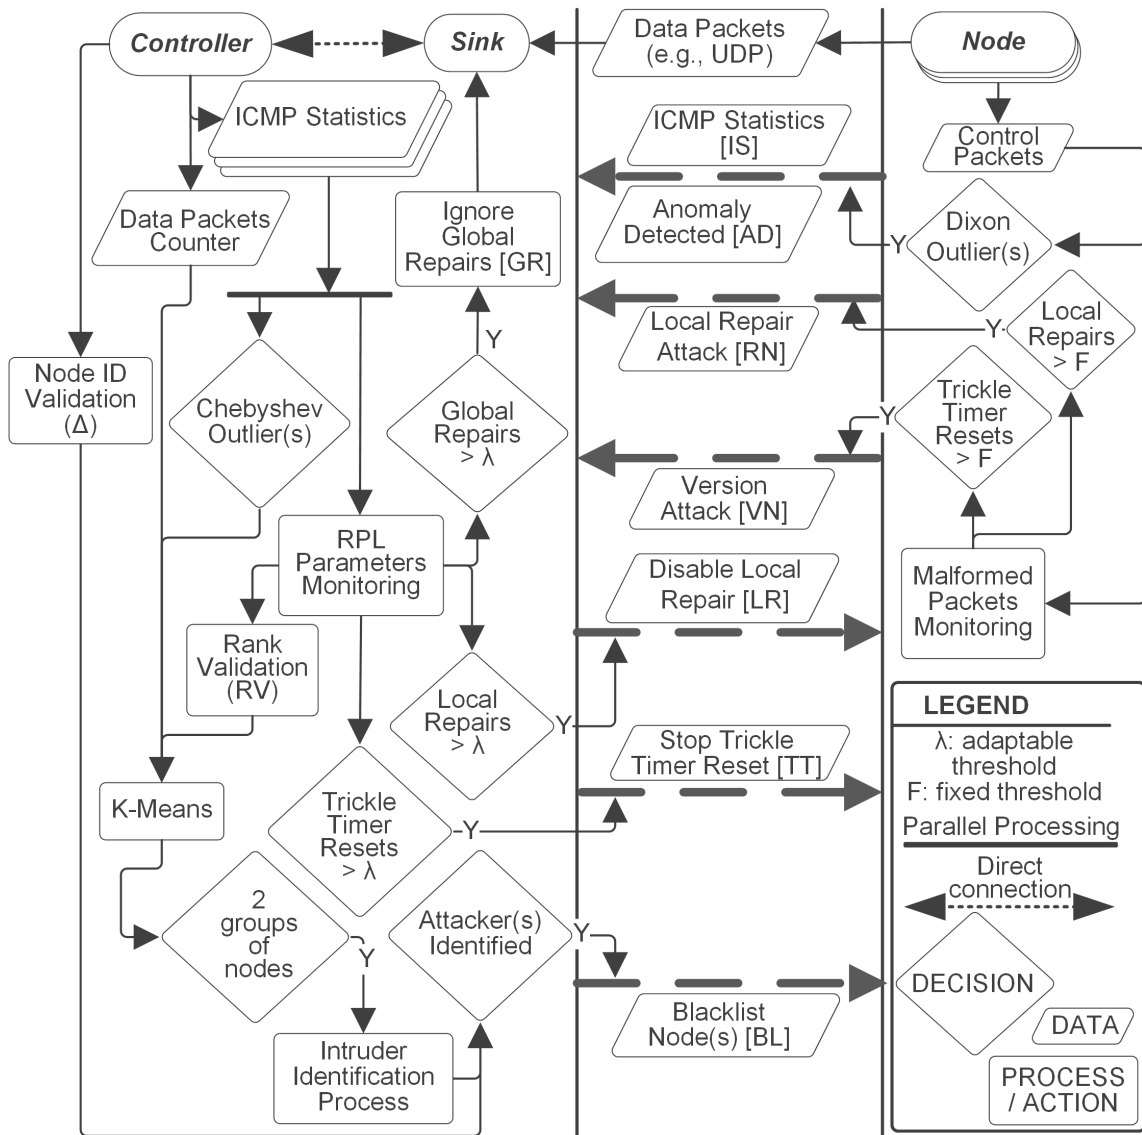 Controller
Sink
Data Packets
(e.g., UDP)
Node
ICMP Statistics
ICMP Statistics
[IS]
Control
Packets
Data Packets
Counter
Ignore
Global
Repairs [GR]
Anomaly
Detected [AD]
Y
Dixon
Outlier(s)
Y
Local Repair
Attack [RN]
Y
Local
Repairs
> F
Node ID
Validation
(Δ)
Chebyshev
Outlier(s)
Global
Repairs
> λ
Y
Trickle
Timer
Resets
> F
Version
Attack [VN]
RPL
Parameters
Monitoring
Disable Local
Repair [LR]
Malformed
Packets
Monitoring
Rank
Validation
(RV)
Local
Repairs
> λ
Y
Stop Trickle
Timer Reset [TT]
K-Means
Trickle
Timer
Resets
> λ
Y
2
groups
of
nodes
Y
Attacker(s)
Identified
Y
Blacklist
Node(s) [BL]
Intruder
Identification
Process
LEGEND
λ: adaptable
threshold
F: fixed threshold
Parallel Processing
Direct
connection
DECISION
DATA
PROCESS
/ ACTION